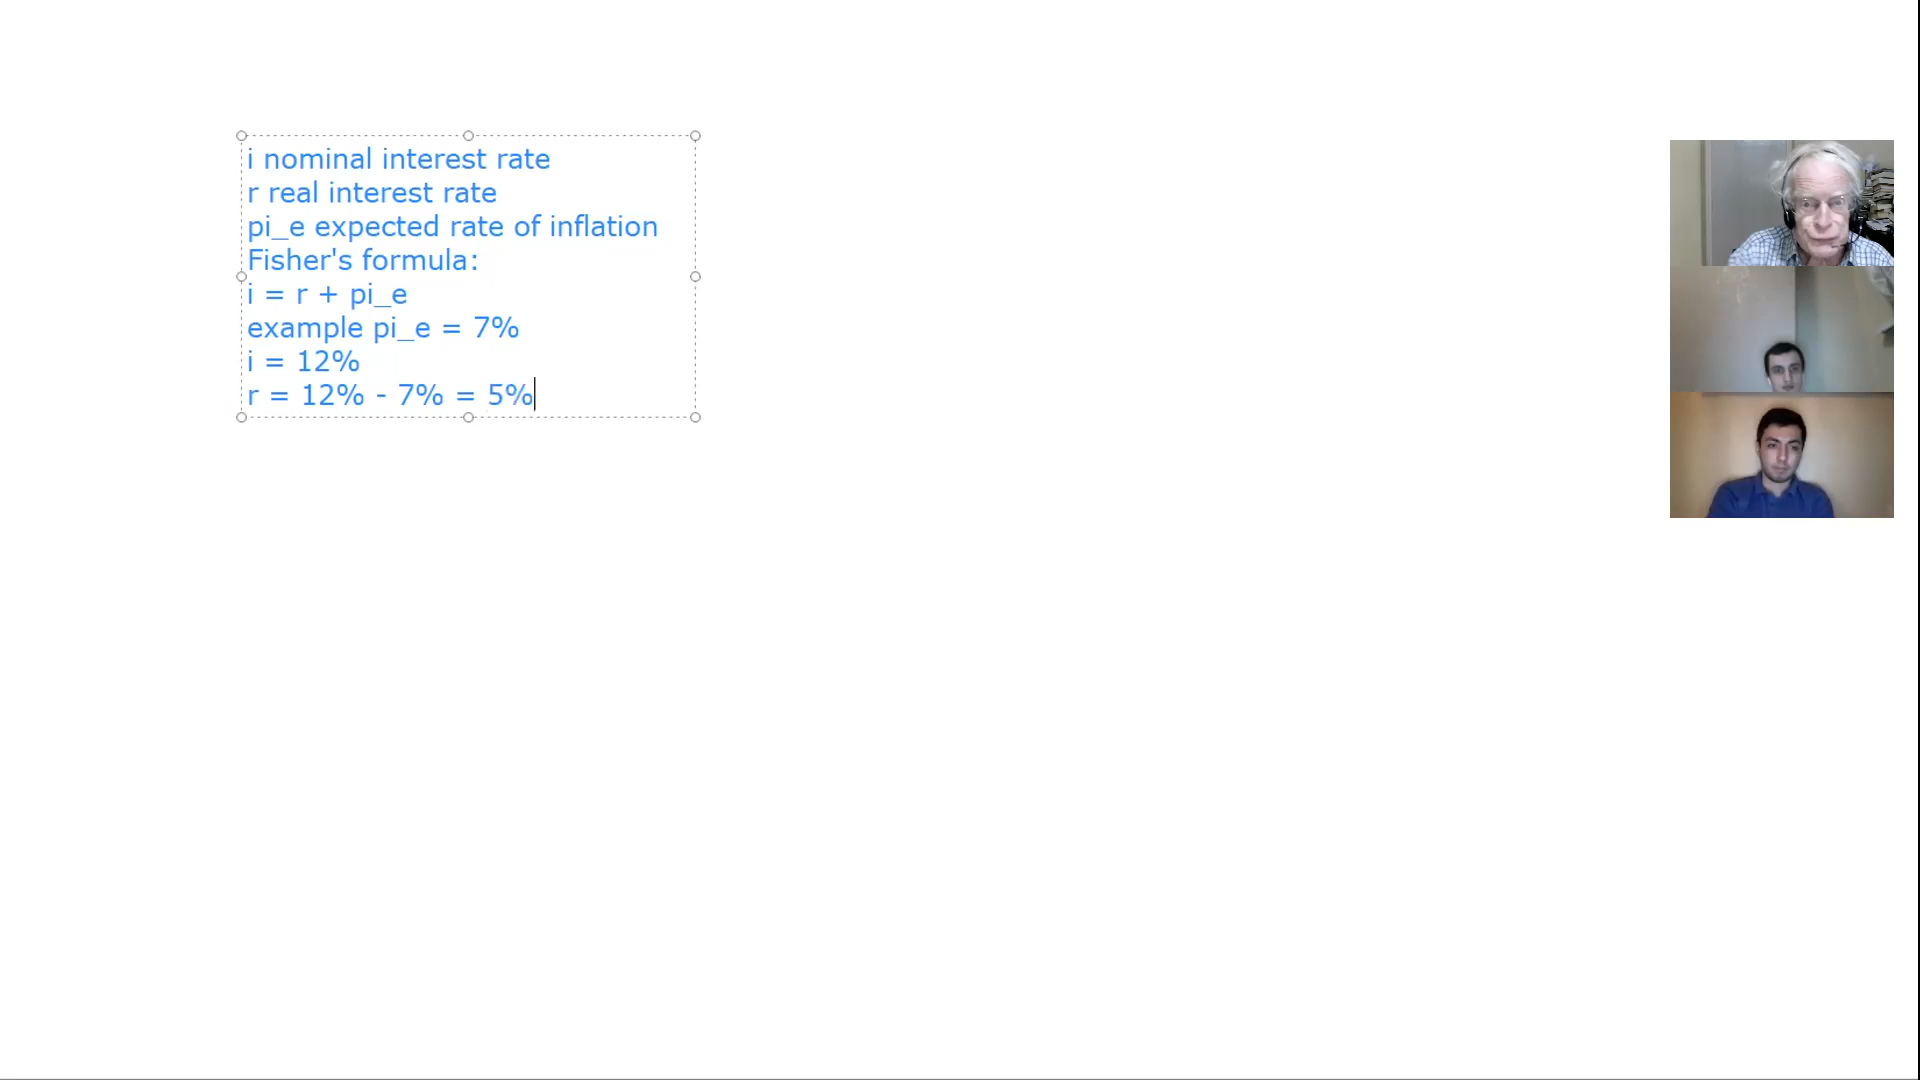 i nominal interest rate
r real interest rate
pi_e expected rate of inflation
Fisher's formula:
i = r + pi_e
example pi_e = 7%
i = 12%
r = 12% - 7% = 5%